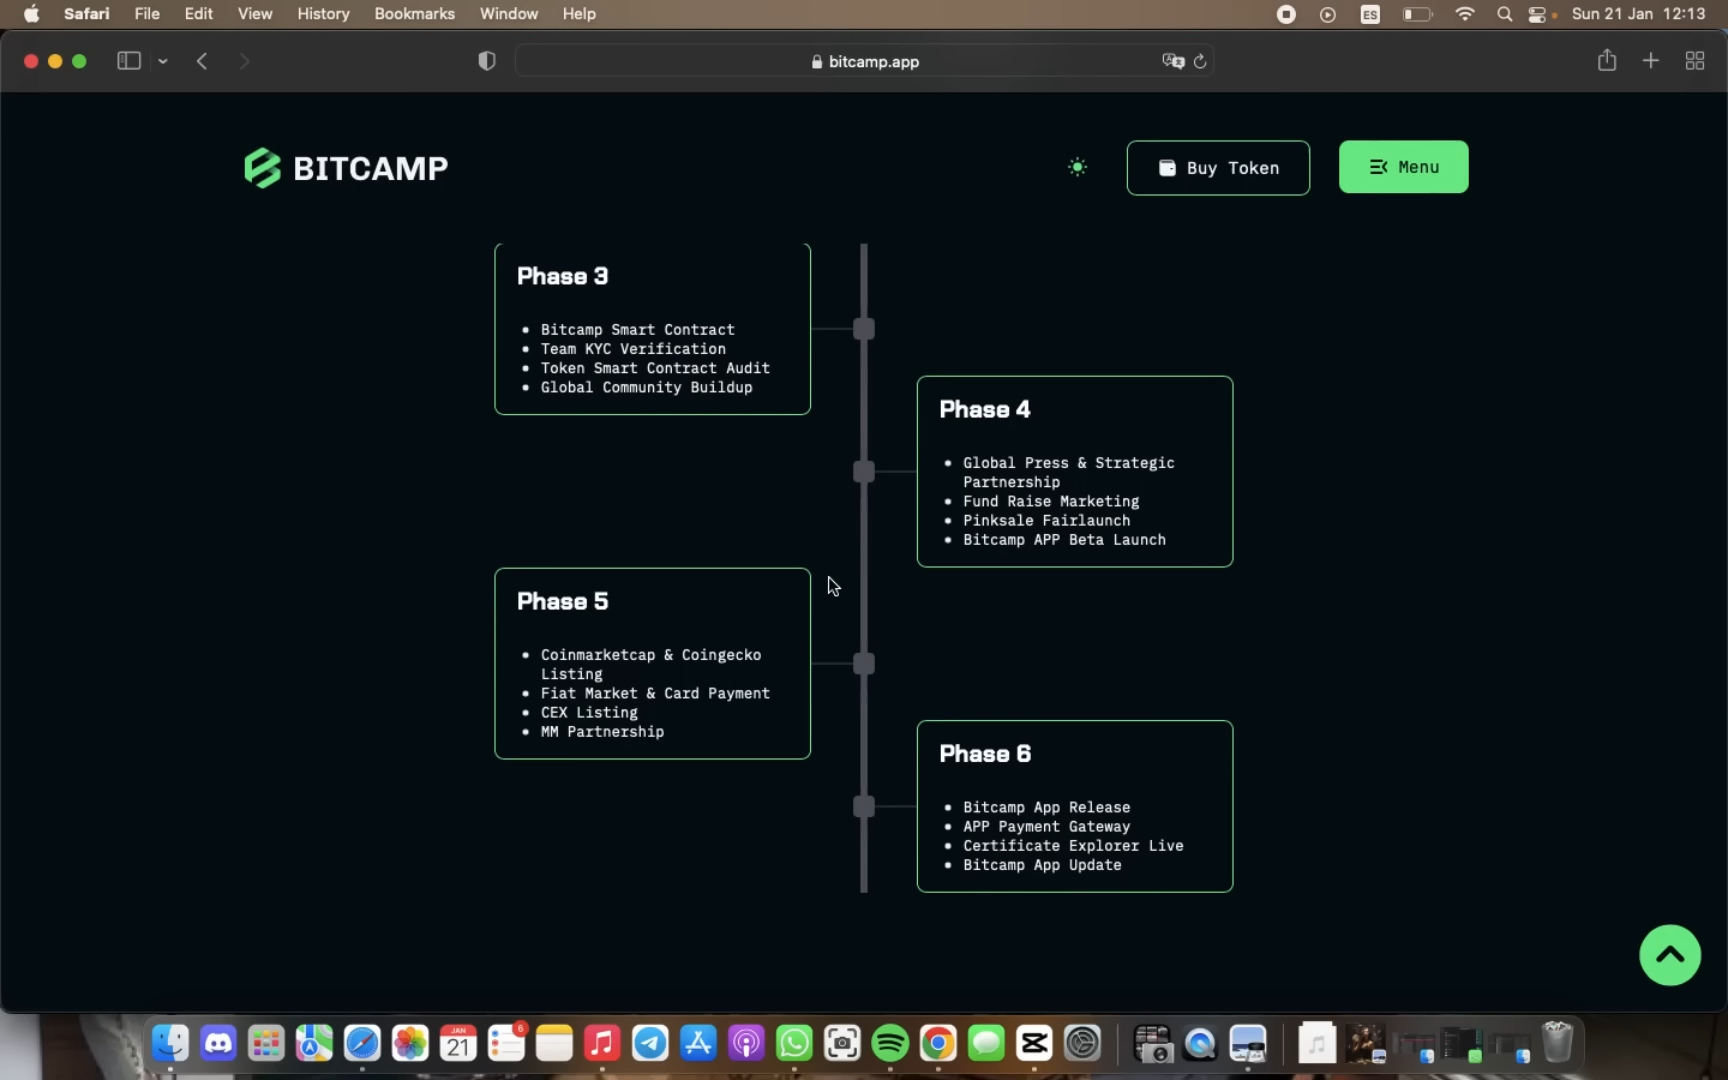 Safari File Edit View History Bookmarks Window Help ES Sun 21 Jan 12:13
bitcamp.app
BITCAMP
Buy Token
Menu
Phase 3
Bitcamp Smart Contract
Team KYC Verification
Token Smart Contract Audit
Global Community Buildup
Phase 4
Global Press & Strategic
Partnership
Fund Raise Marketing
Pinksale Fairlaunch
Bitcamp APP Beta Launch
Phase 5
Coinmarketcap & Coingecko
Listing
Fiat Market & Card Payment
CEX Listing
MM Partnership
Phase 6
Bitcamp App Release
APP Payment Gateway
Certificate Explorer Live
Bitcamp App Update
JAN
21
6